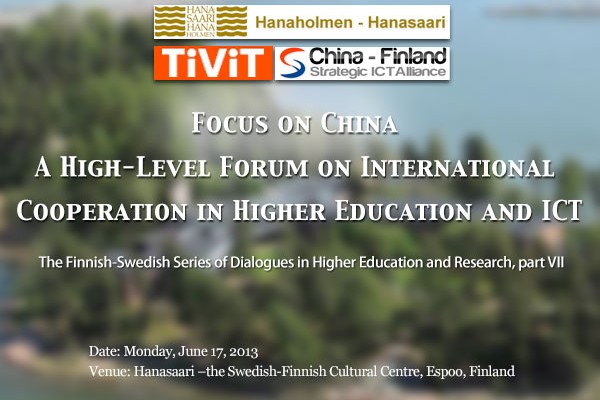 HANA
SAARI
HANA
HOLMEN
Hanaholmen - Hanasaari
TiViT
China - Finland
Strategic ICT Alliance
Focus on China
A High-Level Forum on International
Cooperation in Higher Education and ICT
The Finnish-Swedish Series of Dialogues in Higher Education and Research, part VII
Date: Monday, June 17, 2013
Venue: Hanasaari –the Swedish-Finnish Cultural Centre, Espoo, Finland